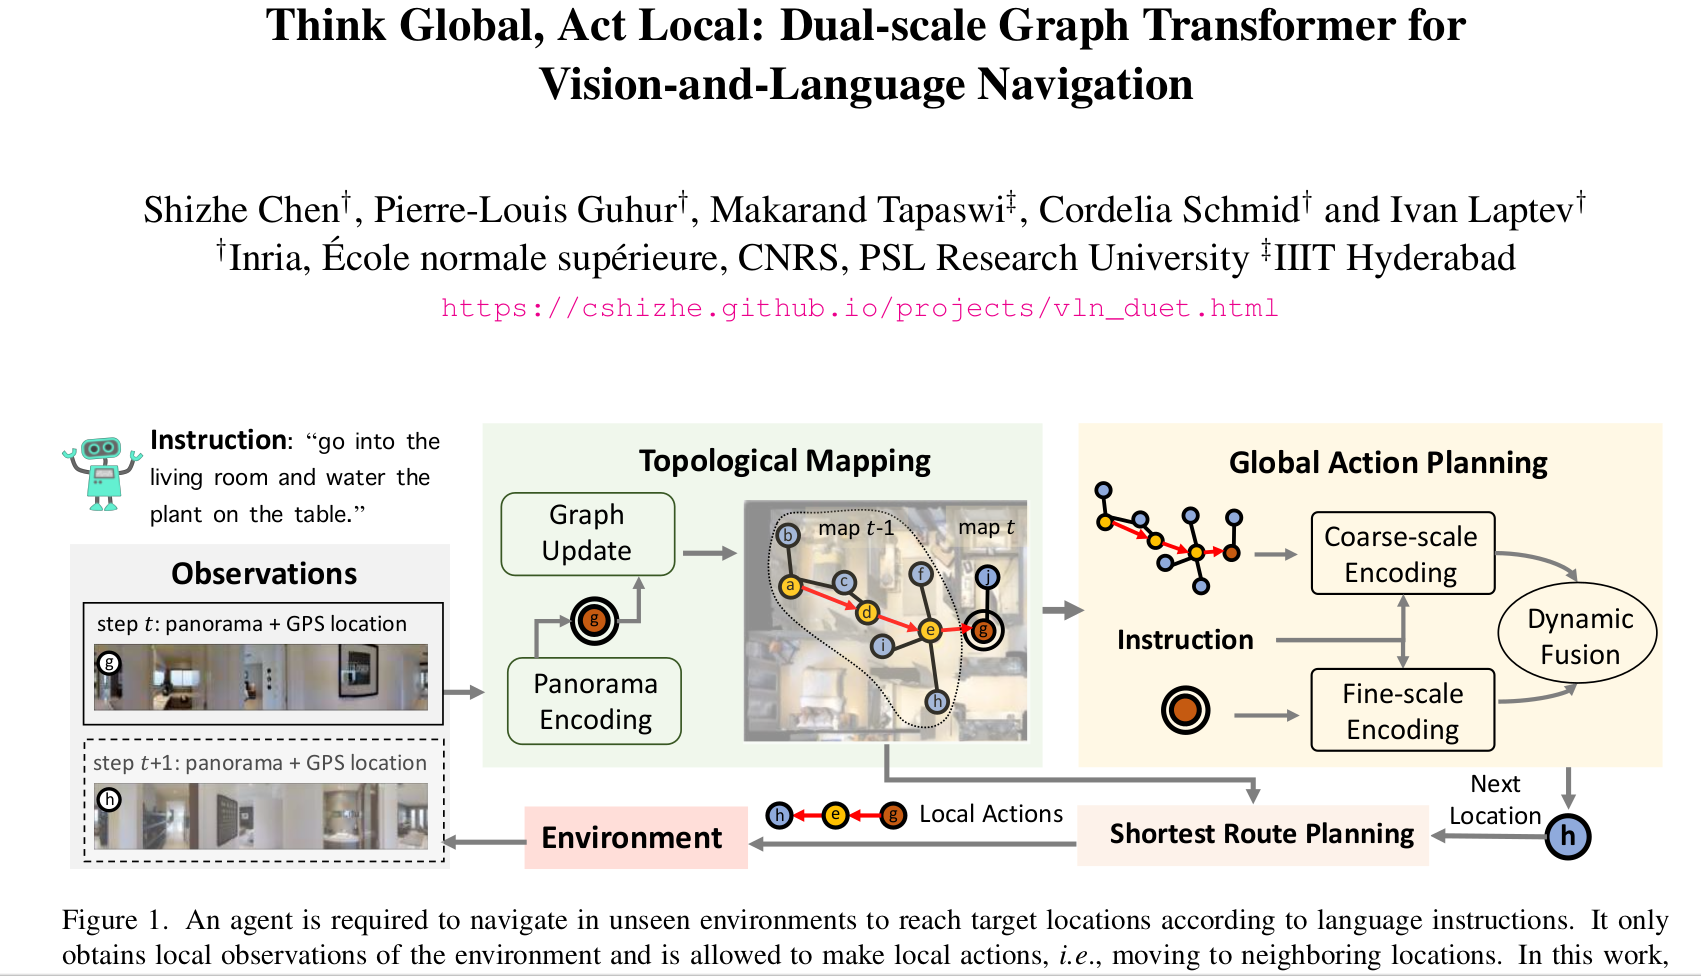 Think Global, Act Local: Dual-scale Graph Transformer for
Vision-and-Language Navigation
Shizhe Chen†, Pierre-Louis Guhur†, Makarand Tapaswi‡, Cordelia Schmid† and Ivan Laptev†
†Inria, École normale supérieure, CNRS, PSL Research University ‡IIIT Hyderabad
https://cshizhe.github.io/projects/vln_duet.html
Instruction: “go into the
living room and water the
plant on the table.”
Observations
step t: panorama + GPS location
g
step t+1: panorama + GPS location
h
Topological Mapping
Graph
Update
g
Panorama
Encoding
map t-1
map t
b
a
c
d
f
e
i
h
j
g
Global Action Planning
Coarse-scale
Encoding
Instruction
Fine-scale
Encoding
Dynamic
Fusion
Next
Location
h
Shortest Route Planning
h e g Local Actions
Environment
Figure 1. An agent is required to navigate in unseen environments to reach target locations according to language instructions. It only
obtains local observations of the environment and is allowed to make local actions, i.e., moving to neighboring locations. In this work,